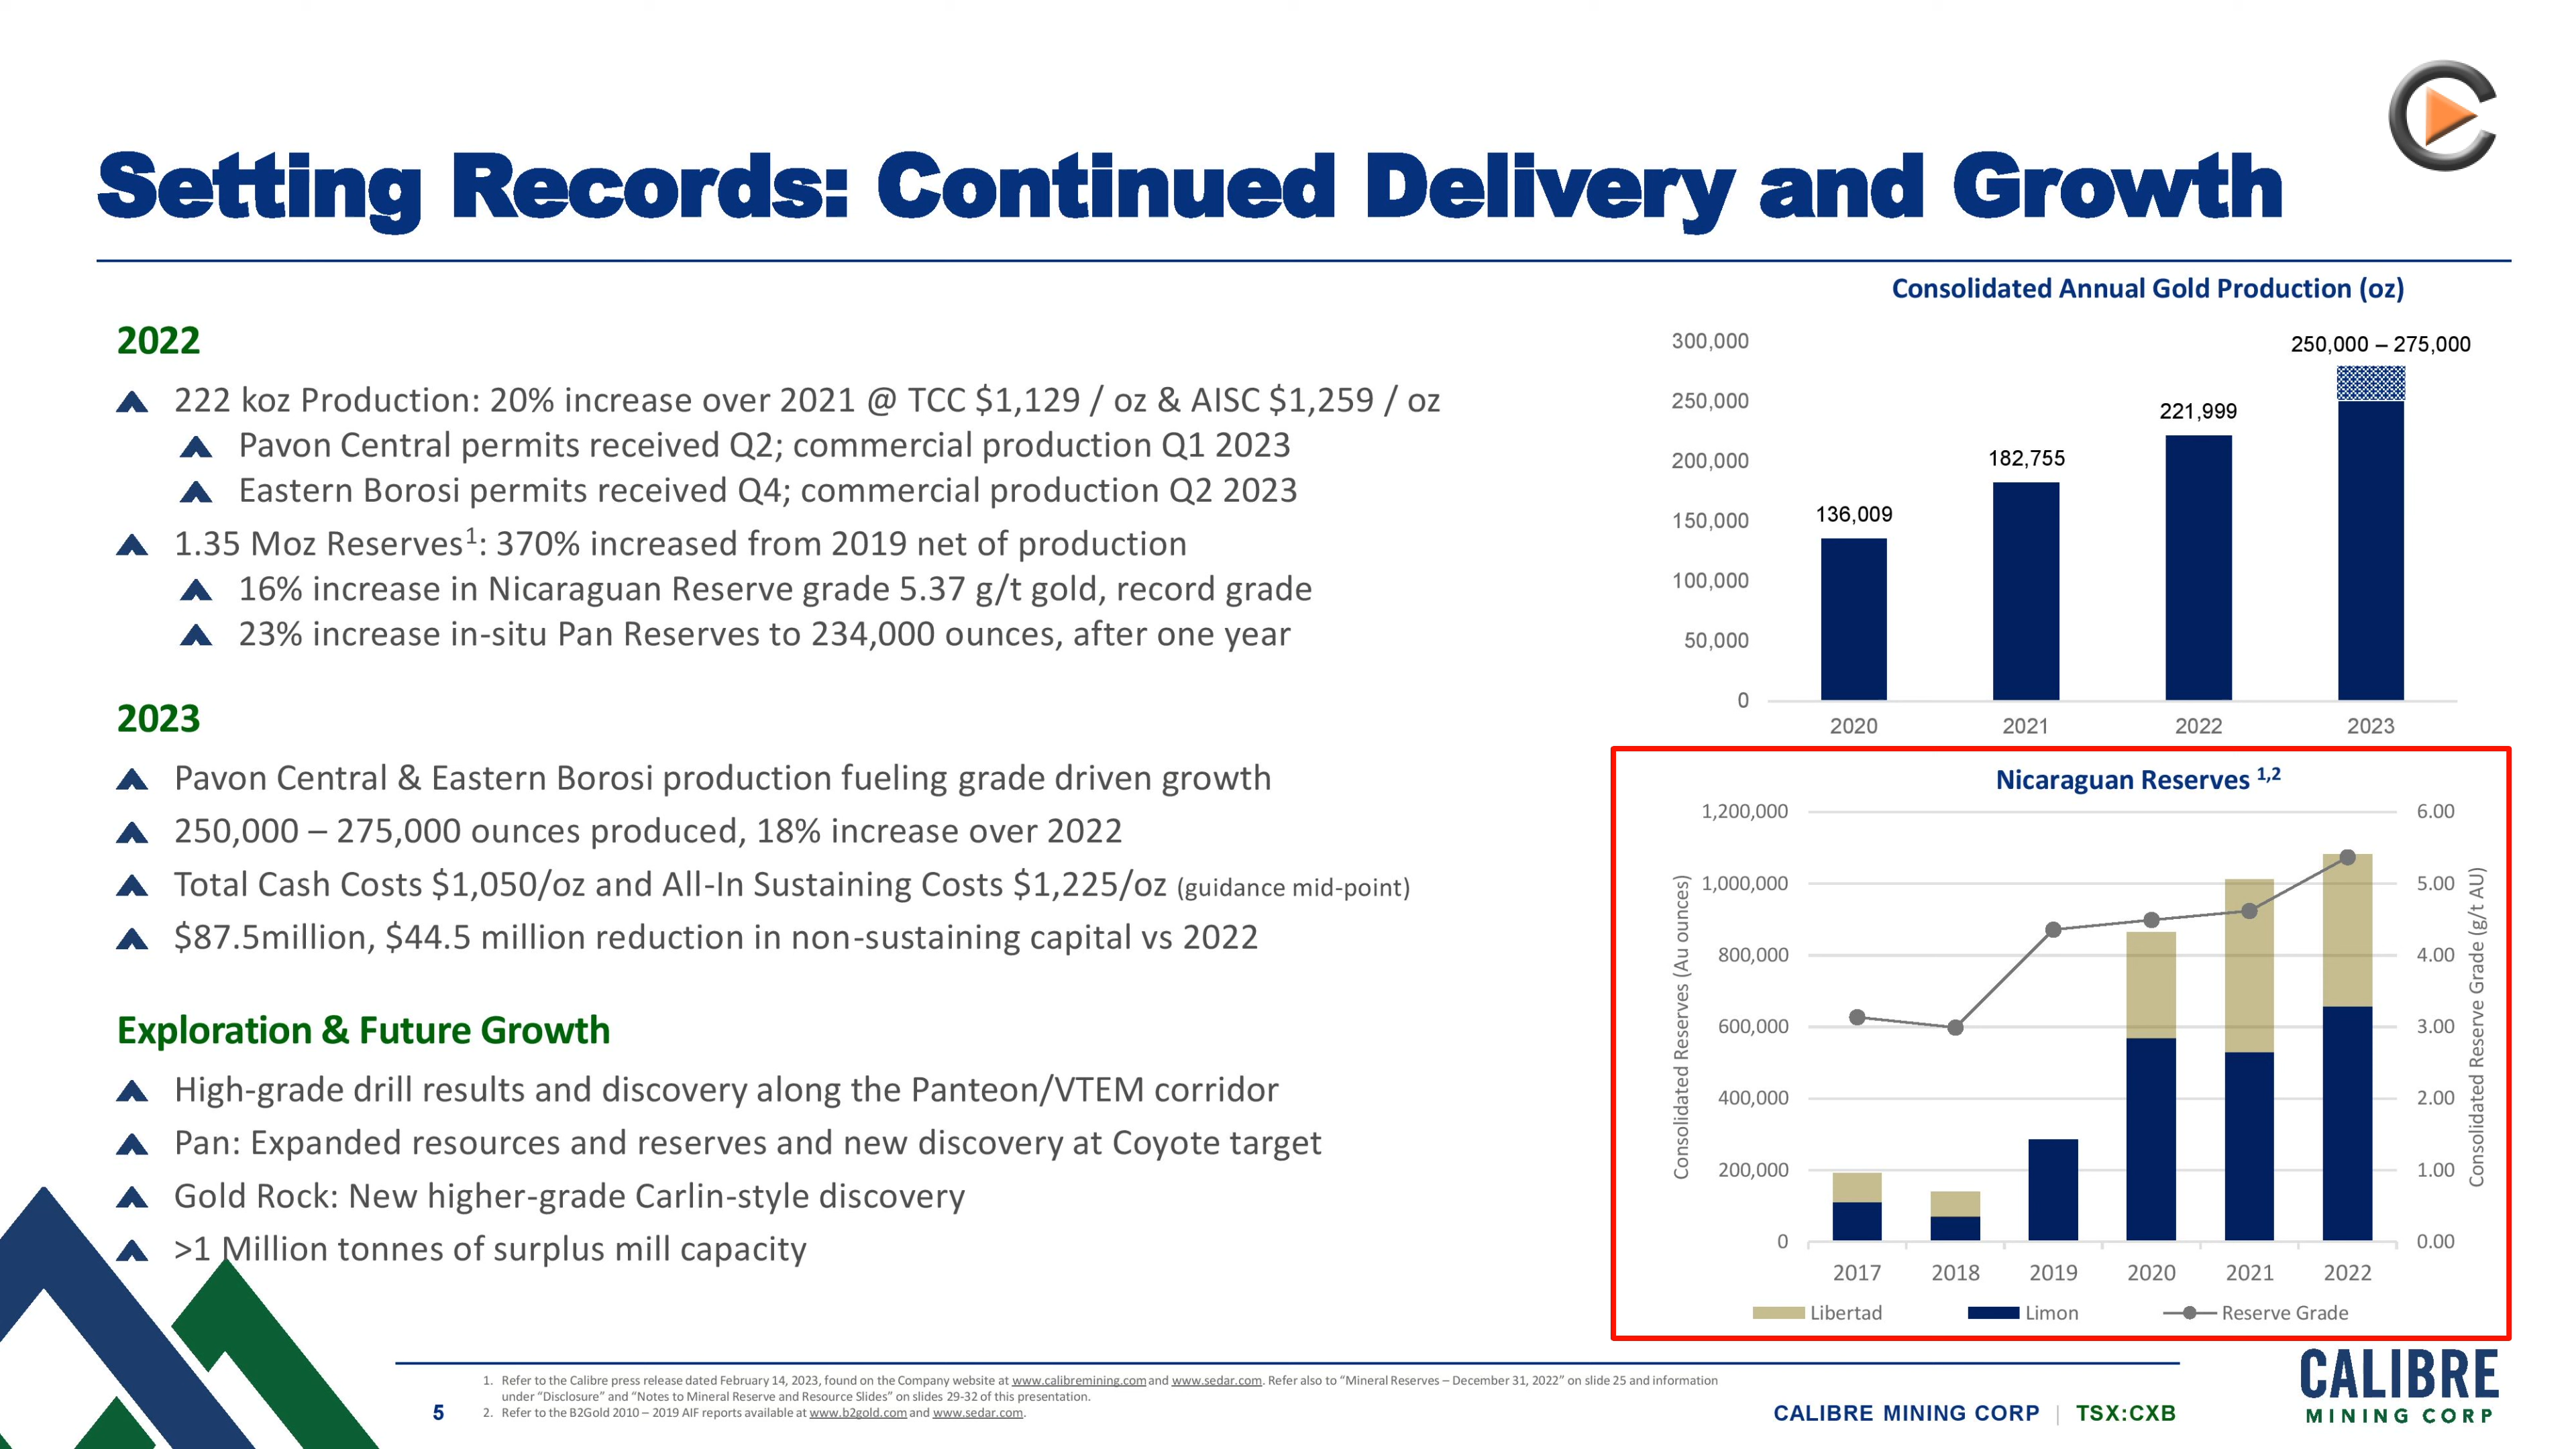 Setting Records: Continued Delivery and Growth
2022
222 koz Production: 20% increase over 2021 @ TCC $1,129 / oz & AISC $1,259 / oz
Pavon Central permits received Q2; commercial production Q1 2023
Eastern Borosi permits received Q4; commercial production Q2 2023
1.35 Moz Reserves¹: 370% increased from 2019 net of production
16% increase in Nicaraguan Reserve grade 5.37 g/t gold, record grade
23% increase in-situ Pan Reserves to 234,000 ounces, after one year
2023
Pavon Central & Eastern Borosi production fueling grade driven growth
250,000 – 275,000 ounces produced, 18% increase over 2022
Total Cash Costs $1,050/oz and All-In Sustaining Costs $1,225/oz (guidance mid-point)
$87.5million, $44.5 million reduction in non-sustaining capital vs 2022
Exploration & Future Growth
High-grade drill results and discovery along the Panteon/VTEM corridor
Pan: Expanded resources and reserves and new discovery at Coyote target
Gold Rock: New higher-grade Carlin-style discovery
>1 Million tonnes of surplus mill capacity
Consolidated Annual Gold Production (oz)
300,000
250,000
200,000
150,000
100,000
50,000
0
136,009
182,755
221,999
250,000 – 275,000
2020 2021 2022 2023
Nicaraguan Reserves 1,2
Consolidated Reserves (Au ounces)
1,200,000
1,000,000
800,000
600,000
400,000
200,000
0
6.00
5.00
4.00
3.00
2.00
1.00
0.00
Consolidated Reserve Grade (g/t AU)
2017 2018 2019 2020 2021 2022
Libertad Limon Reserve Grade
1. Refer to the Calibre press release dated February 14, 2023, found on the Company website at www.calibremining.com and www.sedar.com. Refer also to “Mineral Reserves – December 31, 2022” on slide 25 and information
under “Disclosure” and “Notes to Mineral Reserve and Resource Slides” on slides 29-32 of this presentation.
2. Refer to the B2Gold 2010 – 2019 AIF reports available at www.b2gold.com and www.sedar.com.
5
CALIBRE MINING CORP | TSX:CXB
CALIBRE
MINING CORP